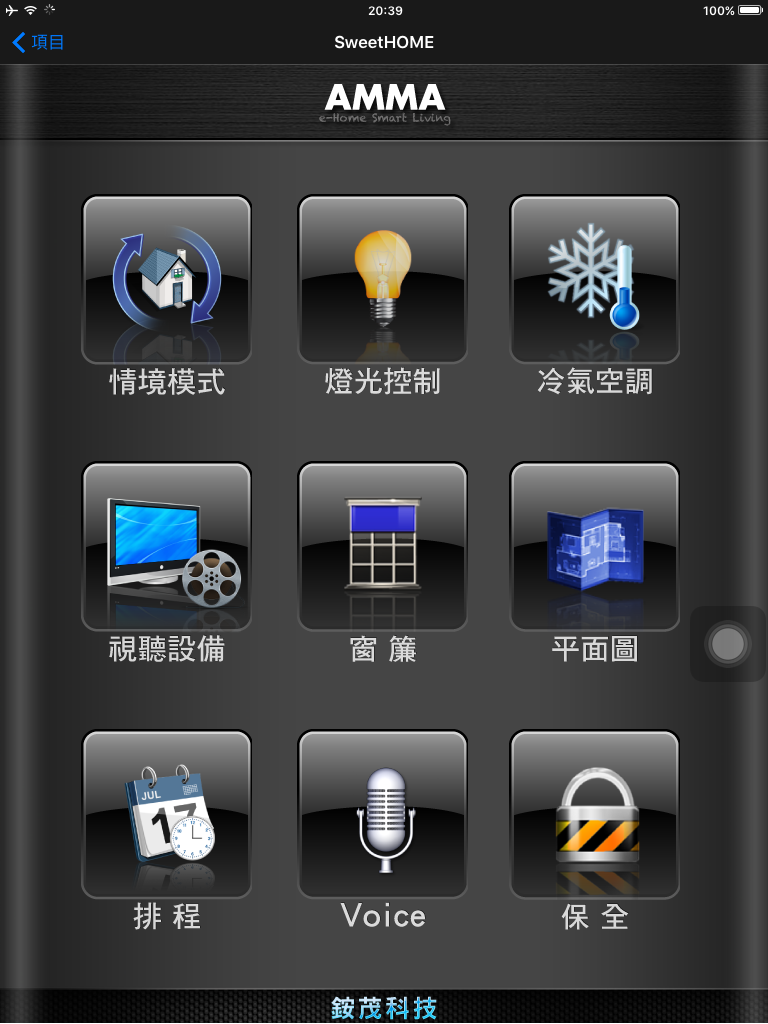 20:39
100%
項目
SweetHOME
AMMA
e-Home Smart Living
情境模式
燈光控制
冷氣空調
視聽設備
窗 簾
平面圖
JUL
17
排 程
Voice
保 全
銨茂科技